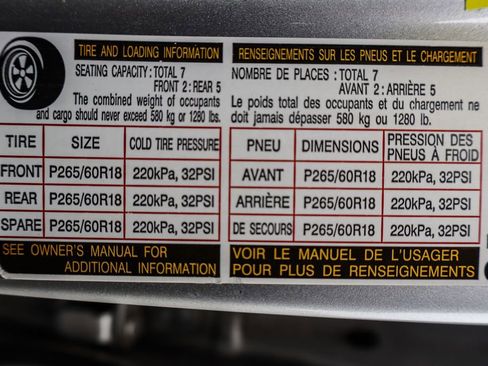 TIRE AND LOADING INFORMATION
SEATING CAPACITY: TOTAL 7
FRONT 2: REAR 5
The combined weight of occupants
and cargo should never exceed 580 kg or 1280 lbs.
TIRE SIZE COLD TIRE PRESSURE
FRONT P265/60R18 220kPa, 32PSI
REAR P265/60R18 220kPa, 32PSI
SPARE P265/60R18 220kPa, 32PSI
SEE OWNER'S MANUAL FOR
ADDITIONAL INFORMATION
RENSEIGNEMENTS SUR LES PNEUS ET LE CHARGEMENT
NOMBRE DE PLACES: TOTAL 7
AVANT 2: ARRIÈRE 5
Le poids total des occupants et du chargement ne
doit jamais dépasser 580 kg ou 1280 lb.
PNEU DIMENSIONS PRESSION DES
PNEUS À FROID
AVANT P265/60R18 220kPa, 32PSI
ARRIÈRE P265/60R18 220kPa, 32PSI
DE SECOURS P265/60R18 220kPa, 32PSI
VOIR LE MANUEL DE L'USAGER
POUR PLUS DE RENSEIGNEMENTS